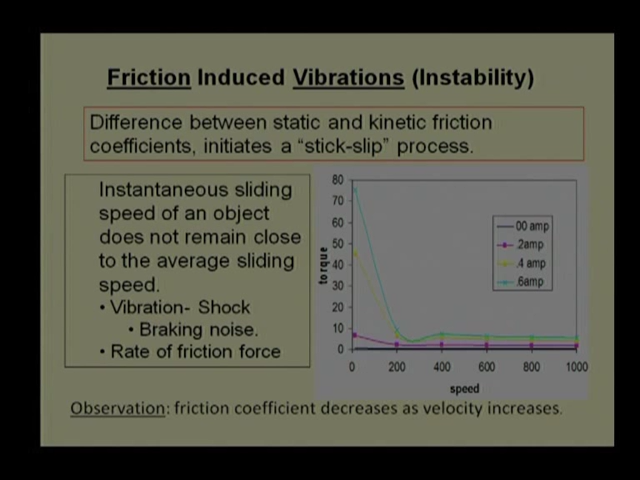 Friction Induced Vibrations (Instability)
Difference between static and kinetic friction
coefficients, initiates a “stick-slip” process.
Instantaneous sliding
speed of an object
does not remain close
to the average sliding
speed.
• Vibration- Shock
• Braking noise.
• Rate of friction force
80
70
60
50
40
30
20
10
0
torque
0 200 400 600 800 1000
speed
00 amp
.2amp
.4 amp
.6amp
Observation: friction coefficient decreases as velocity increases.